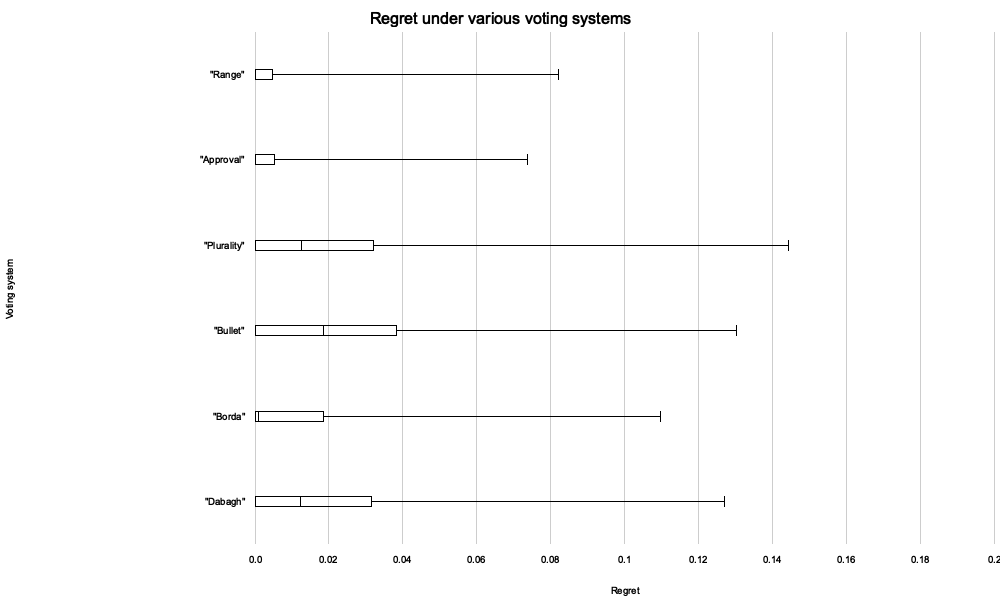 Regret under various voting systems
"Range"
"Approval"
"Plurality"
Voting system
"Bullet"
"Borda"
"Dabagh"
0.0 0.02 0.04 0.06 0.08 0.1 0.12 0.14 0.16 0.18 0.2
Regret